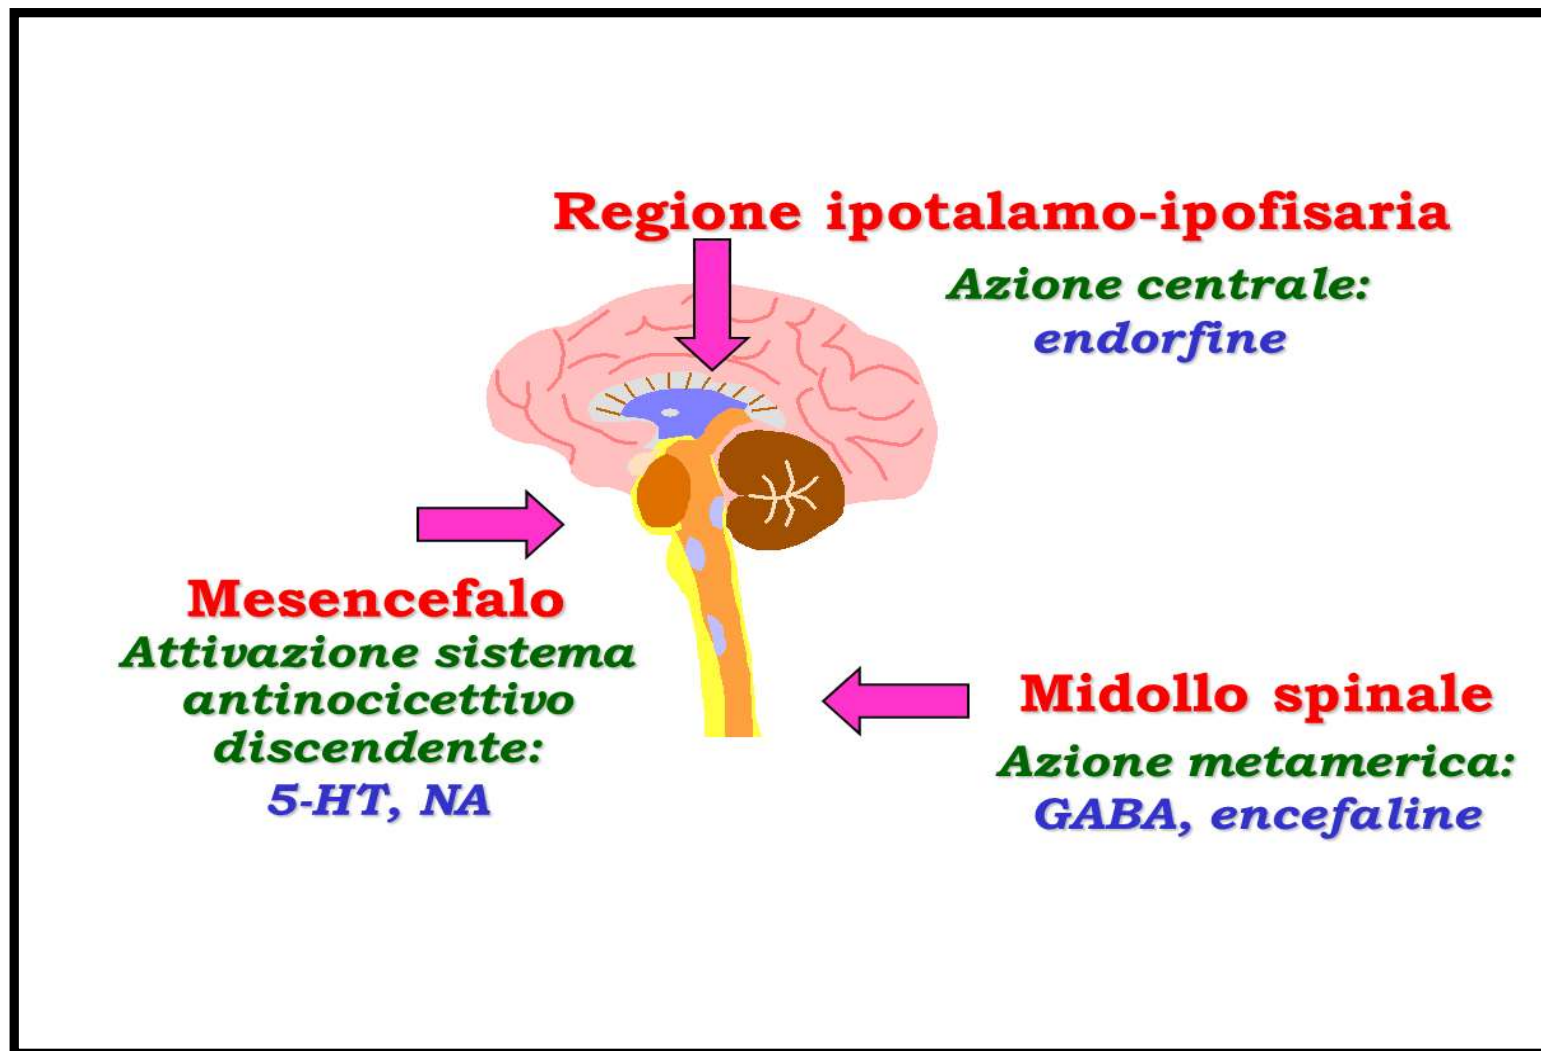 Regione ipotalamo-ipofisaria
Azione centrale:
endorfine
Mesencefalo
Attivazione sistema
antinocicettivo
discendente:
5-HT, NA
Midollo spinale
Azione metamerica:
GABA, encefaline